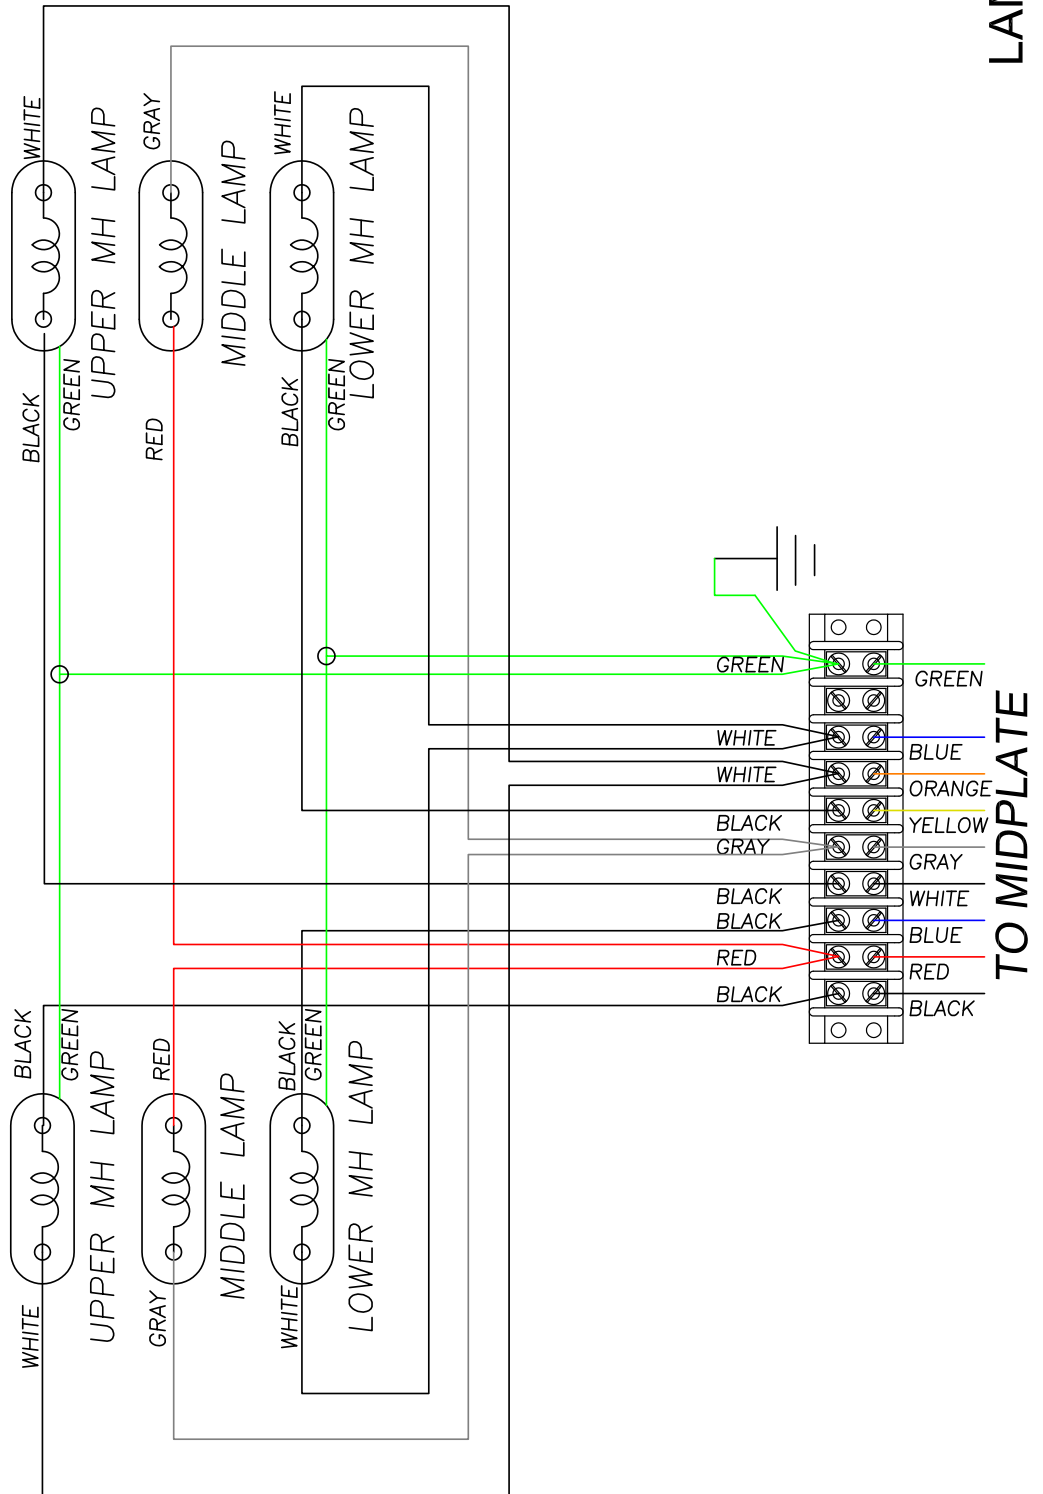 LAM
WHITE
GRAY
WHITE
UPPER MH LAMP
MIDDLE LAMP
LOWER MH LAMP
BLACK
GREEN
RED
BLACK
GREEN
GREEN
WHITE
WHITE
BLACK
GRAY
BLACK
BLACK
RED
BLACK
GREEN
BLUE
ORANGE
YELLOW
GRAY
WHITE
BLUE
RED
BLACK
TO MIDPLATE
BLACK
GREEN
RED
BLACK
GREEN
UPPER MH LAMP
MIDDLE LAMP
LOWER MH LAMP
WHITE
GRAY
WHITE